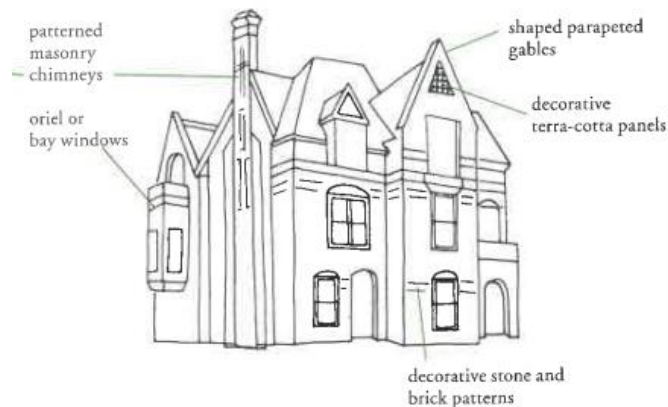 patterned
masonry
chimneys
oriel or
bay windows
shaped parapeted
gables
decorative
terra-cotta panels
decorative stone and
brick patterns